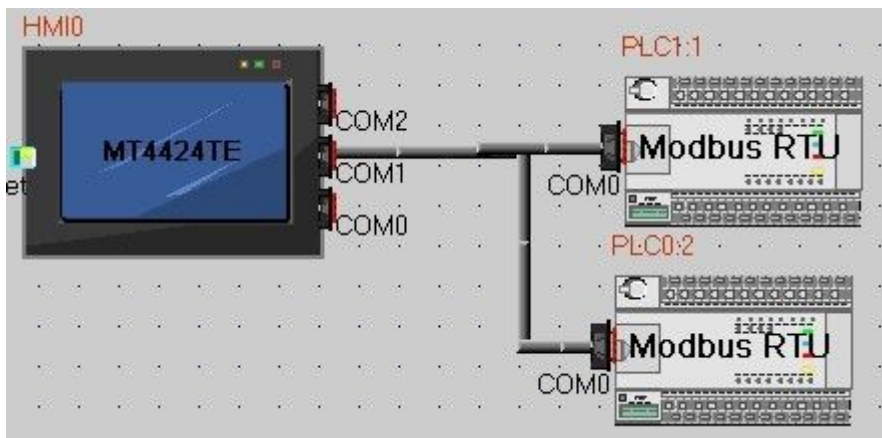 HMI0
MT4424TE
et
COM2
COM1
COM0
PLC1:1
Modbus RTU
COM0
PLC0:2
Modbus RTU
COM0